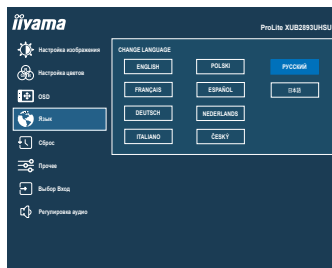 iiyama
ProLite XUB2893UHSU
Настройка изображения
Настройка цветов
OSD
Язык
Сброс
Прочее
Выбор Вход
Регулировка аудио
CHANGE LANGUAGE
ENGLISH
POLSKI
РУССКИЙ
FRANÇAIS
ESPAÑOL
日本語
DEUTSCH
NEDERLANDS
ITALIANO
ČESKÝ